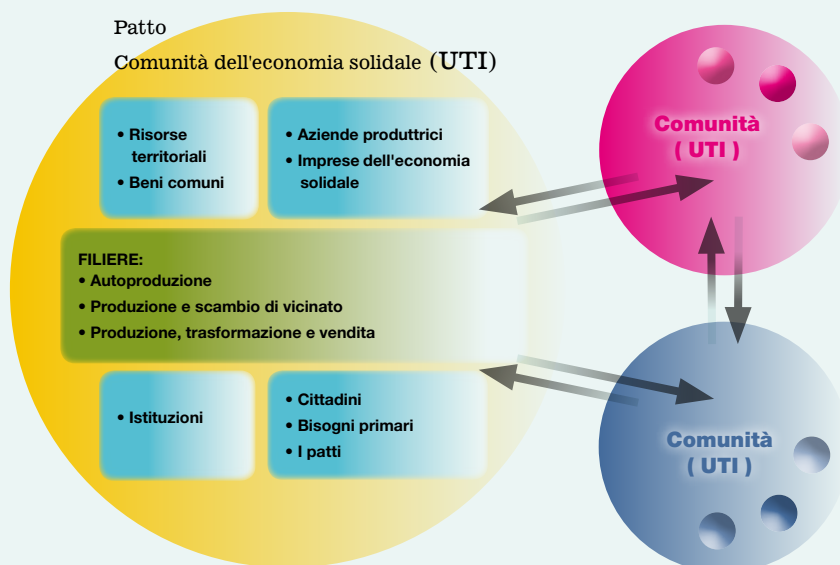 Patto
Comunità dell'economia solidale (UTI)
• Risorse
territoriali
• Beni comuni
• Aziende produttrici
• Imprese dell'economia
solidale
FILIERE:
• Autoproduzione
• Produzione e scambio di vicinato
• Produzione, trasformazione e vendita
• Istituzioni
• Cittadini
• Bisogni primari
• I patti
Comunità
( UTI )
Comunità
( UTI )